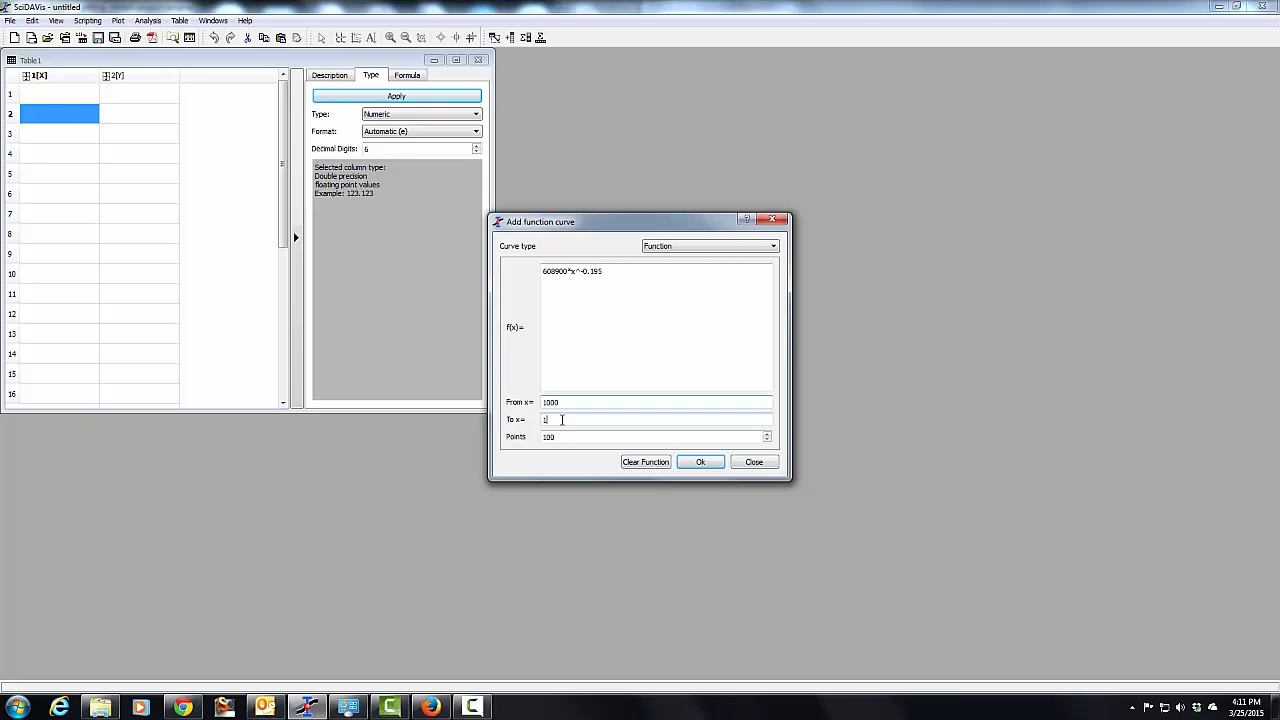 SciDAVis - untitled
File Edit View Scripting Plot Analysis Table Windows Help
Table1
1[X] 2[Y]
Description Type Formula
Apply
Type: Numeric
Format: Automatic (e)
Decimal Digits: 6
Selected column type:
Double precision
floating point values
Example: 123.123
1
2
3
4
5
6
7
8
9
10
11
12
13
14
15
16
Add function curve
Curve type Function
608900*x^-0.195
f(x)=
From x= 1000
To x= 1
Points 100
Clear Function Ok Close
4:11 PM
3/25/2015